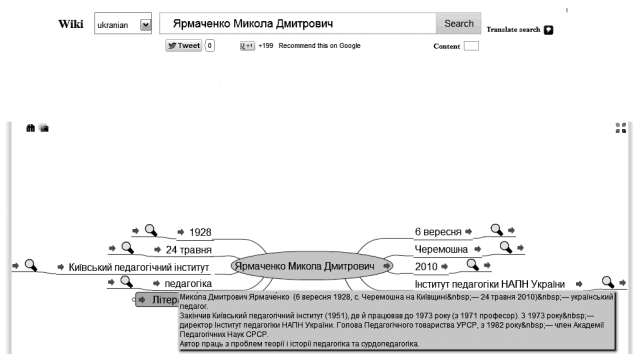 Wiki ukranian Ярмаченко Микола Дмитрович Search Translate search
Tweet 0 +1 +199 Recommend this on Google Content
1928 6 вересня
24 травня Черемошна
Київський педагогічний інститут Ярмаченко Микола Дмитрович 2010
педагогіка Інститут педагогіки НАПН України
Літер
Микола Дмитрович Ярмаченко (6 вересня 1928, с. Черемошна на Київщині&nbsp;— 24 травня 2010)&nbsp;— український
педагог.
Закінчив Київський педагогічний інститут (1951), де й працював до 1973 року (з 1971 професор). З 1973 року&nbsp;—
директор Інститут педагогіки НАПН України. Голова Педагогічного товариства УРСР, з 1982 року&nbsp;— член Академії
Педагогічних Наук СРСР.
Автор праць з проблем теорії і історії педагогіка та сурдопедагогіка.